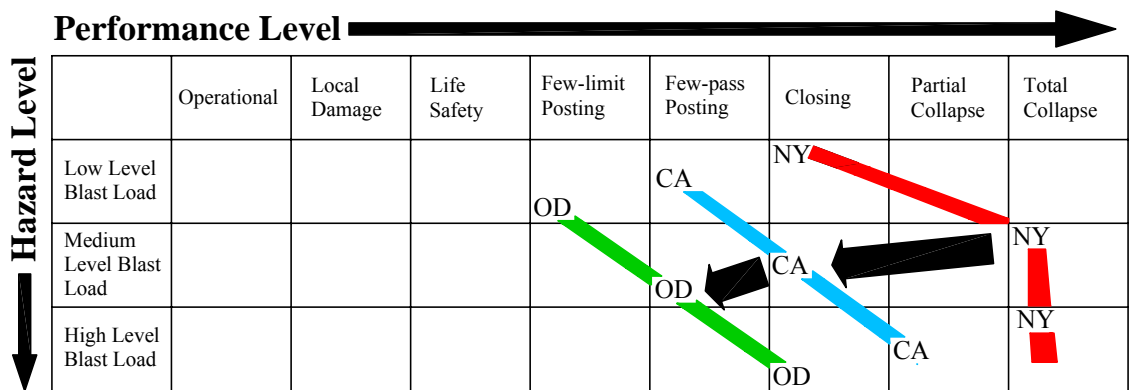 Performance Level
Hazard Level
Operational
Local
Damage
Life
Safety
Few-limit
Posting
Few-pass
Posting
Closing
Partial
Collapse
Total
Collapse
Low Level
Blast Load
NY
CA
OD
Medium
Level Blast
Load
NY
CA
OD
High Level
Blast Load
NY
CA
OD